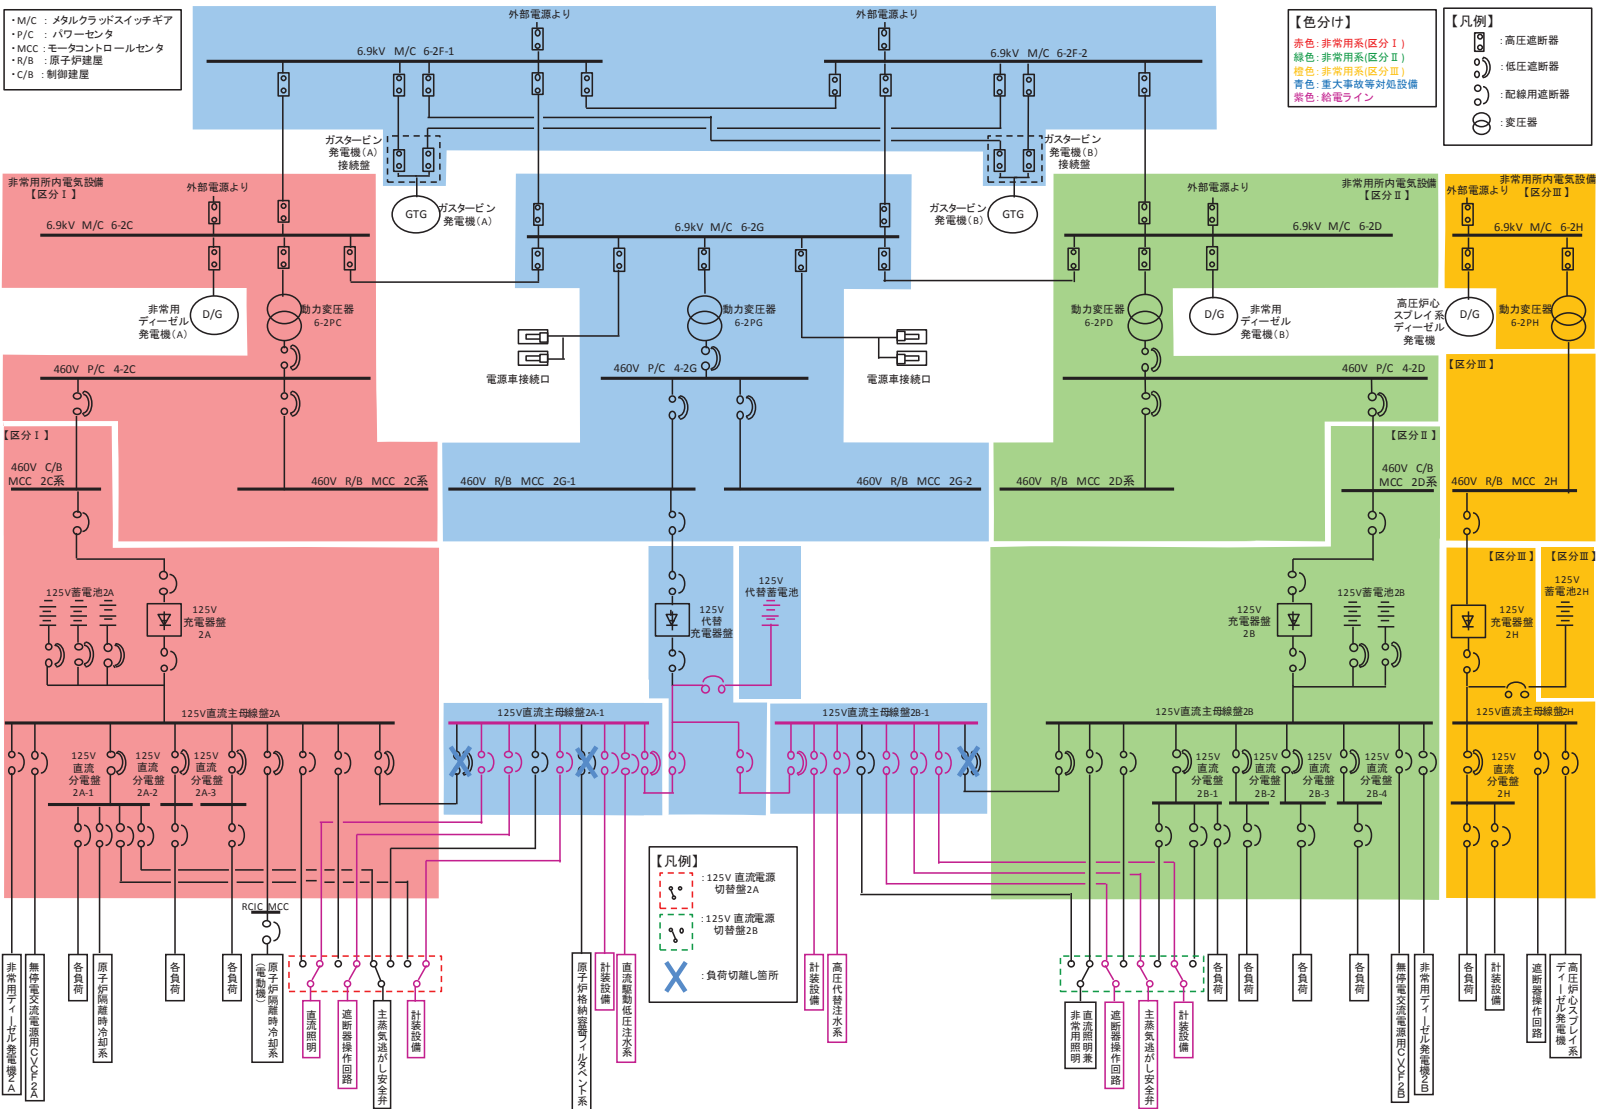 ・M/C ： メタルクラッドスイッチギア
・P/C ： パワーセンタ
・MCC ：モータコントロールセンタ
・R/B ：原子炉建屋
・C/B ：制御建屋
外部電源より
外部電源より
6.9kV M/C 6-2F-1
6.9kV M/C 6-2F-2
【色分け】
赤色：非常用系(区分Ⅰ)
緑色：非常用系(区分Ⅱ)
橙色：非常用系(区分Ⅲ)
青色：重大事故等対処設備
紫色：給電ライン
【凡例】
：高圧遮断器
：低圧遮断器
：配線用遮断器
：変圧器
ガスタービン
発電機(A)
接続盤
ガスタービン
発電機(B)
接続盤
GTG
ガスタービン
発電機(A)
ガスタービン
発電機(B)
GTG
非常用所内電気設備
【区分Ⅰ】
外部電源より
6.9kV M/C 6-2C
6.9kV M/C 6-2G
外部電源より
非常用所内電気設備
【区分Ⅱ】
6.9kV M/C 6-2D
非常用所内電気設備
【区分Ⅲ】
外部電源より
6.9kV M/C 6-2H
非常用
ディーゼル
発電機(A)
D/G
動力変圧器
6-2PC
動力変圧器
6-2PG
動力変圧器
6-2PD
D/G
非常用
ディーゼル
発電機(B)
高圧炉心
スプレイ系
ディーゼル
発電機
D/G
動力変圧器
6-2PH
電源車接続口
電源車接続口
460V P/C 4-2C
460V P/C 4-2G
460V P/C 4-2D
【区分Ⅲ】
【区分Ⅰ】
【区分Ⅱ】
460V C/B
MCC 2C系
460V R/B MCC 2C系
460V R/B MCC 2G-1
460V R/B MCC 2G-2
460V R/B MCC 2D系
460V C/B
MCC 2D系
460V R/B MCC 2H
【区分Ⅲ】
【区分Ⅲ】
125V蓄電池2A
125V
充電器盤
2A
125V
代替
充電器盤
125V
代替蓄電池
125V
充電器盤
2B
125V蓄電池2B
125V
充電器盤
2H
125V
蓄電池2H
125V直流主母線盤2A
125V直流主母線盤2A-1
125V直流主母線盤2B-1
125V直流主母線盤2B
125V直流主母線盤2H
125V
直流
分電盤
2A-1
125V
直流
分電盤
2A-2
125V
直流
分電盤
2A-3
125V
直流
分電盤
2B-1
125V
直流
分電盤
2B-2
125V
直流
分電盤
2B-3
125V
直流
分電盤
2B-4
125V
直流
分電盤
2H
【凡例】
：125V 直流電源
切替盤2A
：125V 直流電源
切替盤2B
：負荷切離し箇所
RCIC MCC
非常用ディーゼル発電機2A
無停電交流電源用CVCF2A
各負荷
原子炉隔離時冷却系
各負荷
各負荷
原子炉隔離時冷却系
(電動機)
直流照明
遮断器操作回路
主蒸気逃がし安全弁
計装設備
原子炉格納容器フィルタベント系
計装設備
直流駆動低圧注水系
計装設備
高圧代替注水系
直流照明兼
非常用照明
遮断器操作回路
主蒸気逃がし安全弁
計装設備
各負荷
各負荷
各負荷
各負荷
無停電交流電源用CVCF2B
非常用ディーゼル発電機2B
各負荷
計装設備
遮断器操作回路
高圧炉心スプレイ系
ディーゼル発電機